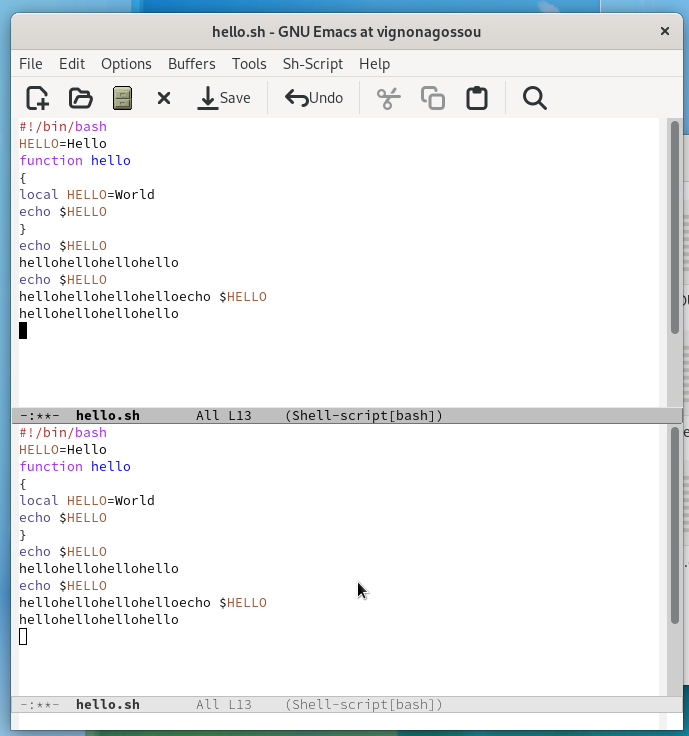 hello.sh - GNU Emacs at vignonagossou
File Edit Options Buffers Tools Sh-Script Help
Save Undo
#!/bin/bash
HELLO=Hello
function hello
{
local HELLO=World
echo $HELLO
}
echo $HELLO
hellohellohellohello
echo $HELLO
hellohellohellohelloecho $HELLO
hellohellohellohello
-:**- hello.sh All L13 (Shell-script[bash])
#!/bin/bash
HELLO=Hello
function hello
{
local HELLO=World
echo $HELLO
}
echo $HELLO
hellohellohellohello
echo $HELLO
hellohellohellohelloecho $HELLO
hellohellohellohello
-:**- hello.sh All L13 (Shell-script[bash])